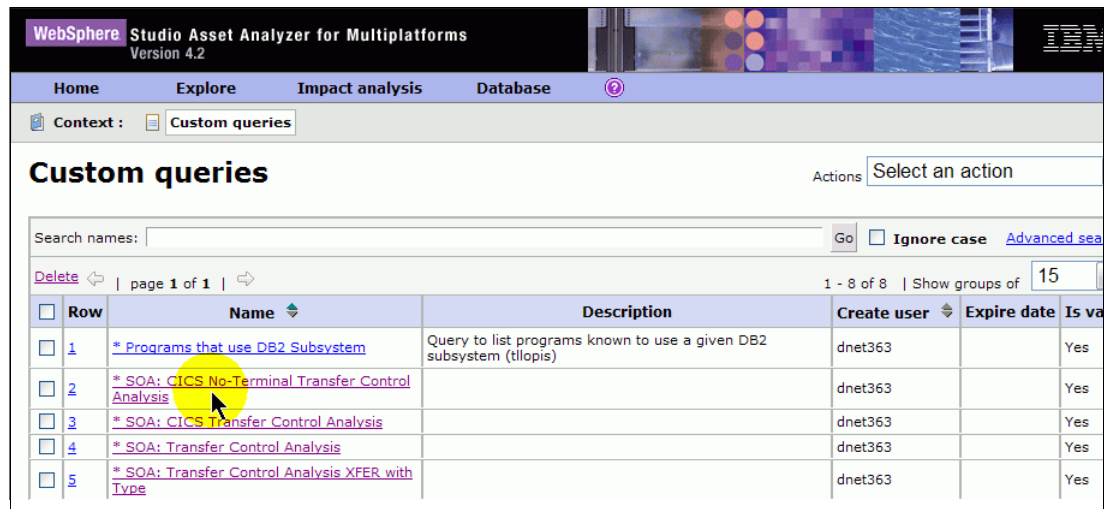 WebSphere Studio Asset Analyzer for Multiplatforms
Version 4.2
IBM
Home Explore Impact analysis Database ?
Context : Custom queries
Custom queries
Actions Select an action
Search names: Go Ignore case Advanced sea
Delete | page 1 of 1 | 1 - 8 of 8 | Show groups of 15
Row Name Description Create user Expire date Is va
1 * Programs that use DB2 Subsystem Query to list programs known to use a given DB2 dnet363 Yes
subsystem (tllopis)
2 * SOA: CICS No-Terminal Transfer Control dnet363 Yes
Analysis
3 * SOA: CICS Transfer Control Analysis dnet363 Yes
4 * SOA: Transfer Control Analysis dnet363 Yes
5 * SOA: Transfer Control Analysis XFER with dnet363 Yes
Type